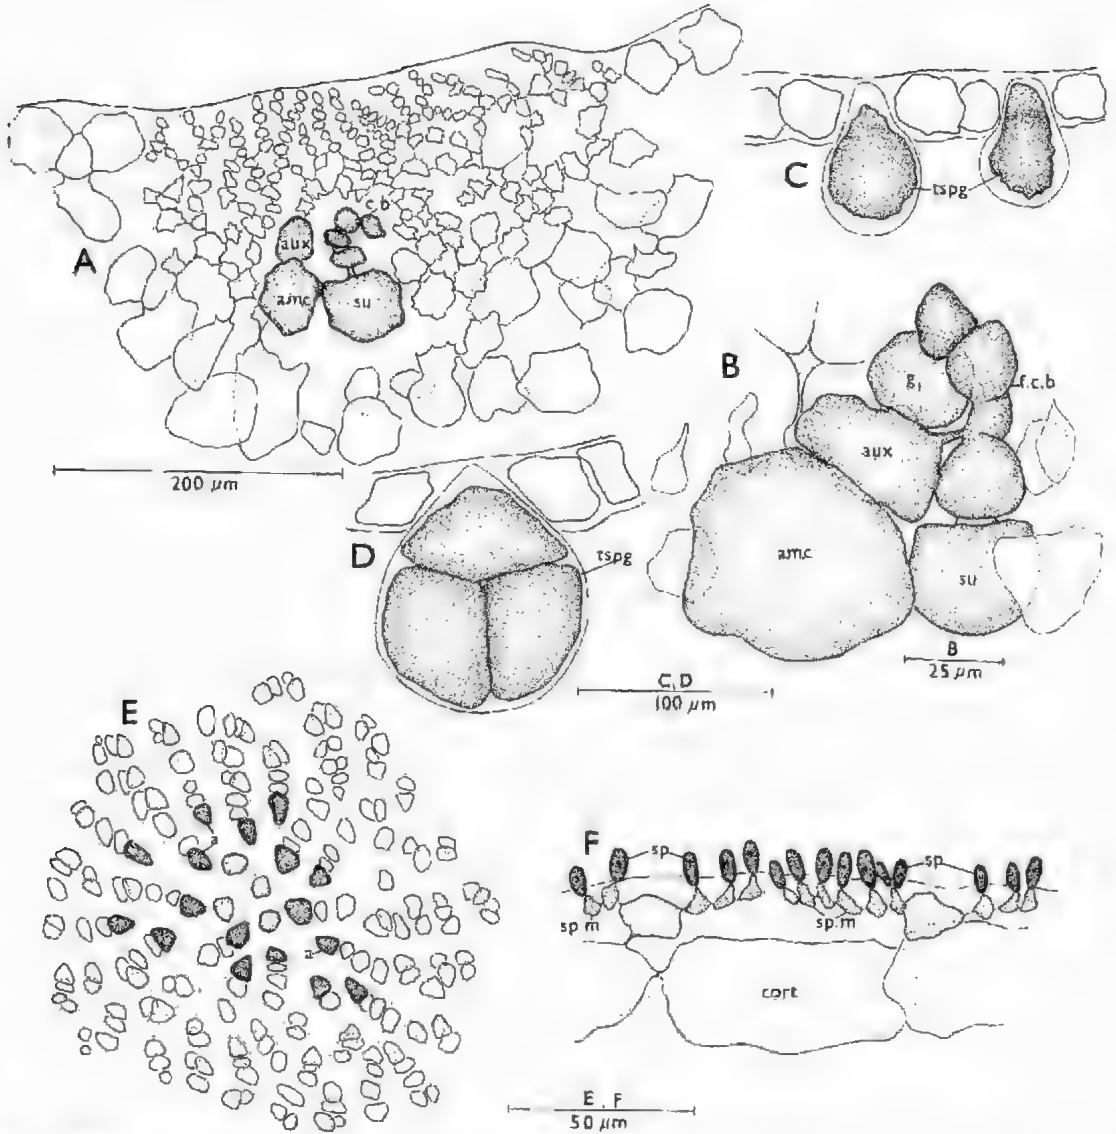 A
c.b
aux
amc
su
200 µm
C
tspg
B
g1
f.c.b
aux
amc
su
B
25 µm
D
tspg
C, D
100 µm
E
a
a
F
sp
sp
sp.m
sp.m
cort
E, F
50 µm